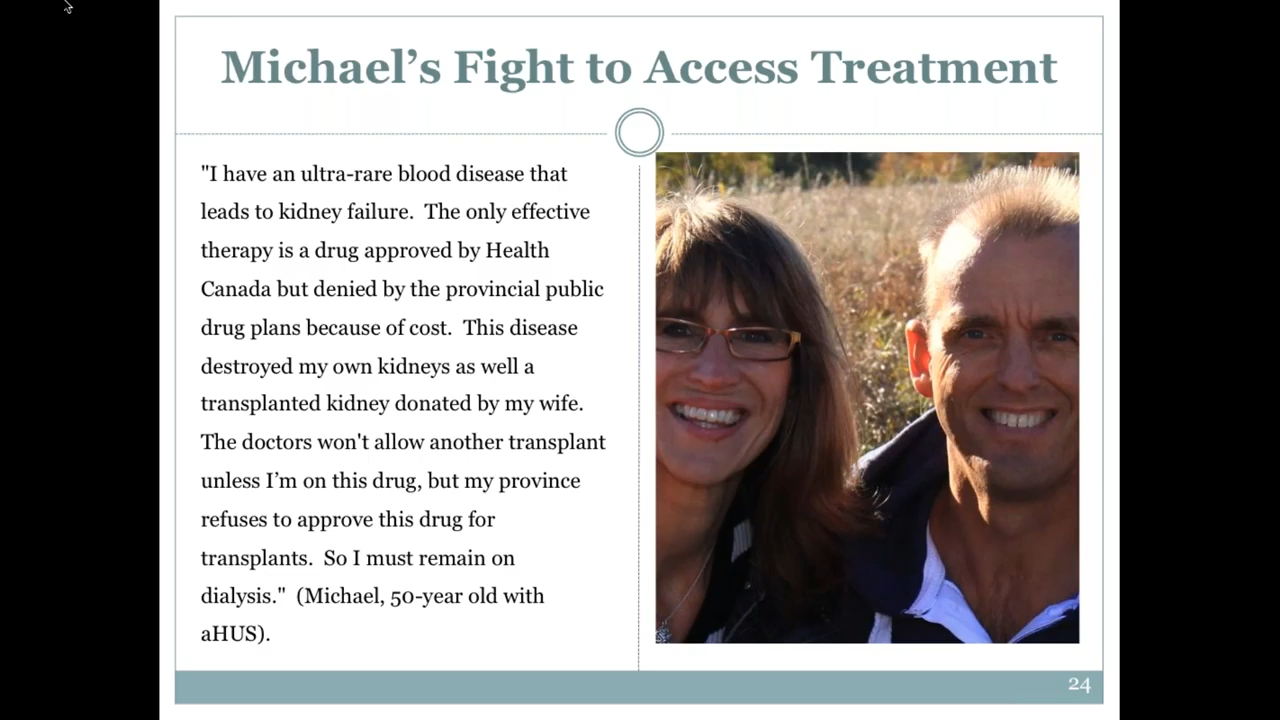 Michael’s Fight to Access Treatment
"I have an ultra-rare blood disease that
leads to kidney failure.  The only effective
therapy is a drug approved by Health
Canada but denied by the provincial public
drug plans because of cost.  This disease
destroyed my own kidneys as well a
transplanted kidney donated by my wife.
The doctors won't allow another transplant
unless I’m on this drug, but my province
refuses to approve this drug for
transplants.  So I must remain on
dialysis."  (Michael, 50-year old with
aHUS).
24